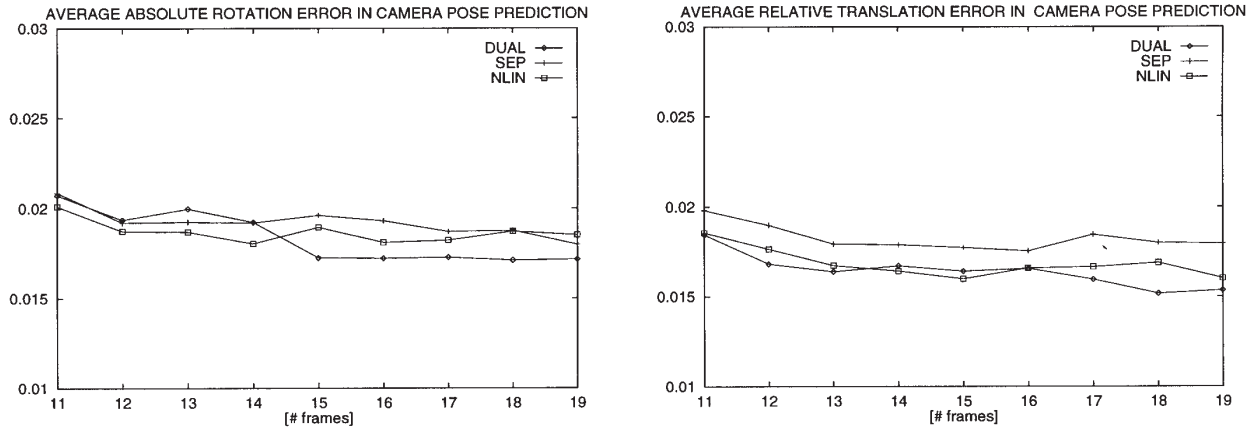 AVERAGE ABSOLUTE ROTATION ERROR IN CAMERA POSE PREDICTION
0.03
DUAL
SEP
NLIN
0.025
0.02
0.015
0.01
11 12 13 14 15 16 17 18 19
[# frames]
AVERAGE RELATIVE TRANSLATION ERROR IN CAMERA POSE PREDICTION
0.03
DUAL
SEP
NLIN
0.025
0.02
0.015
0.01
11 12 13 14 15 16 17 18 19
[# frames]